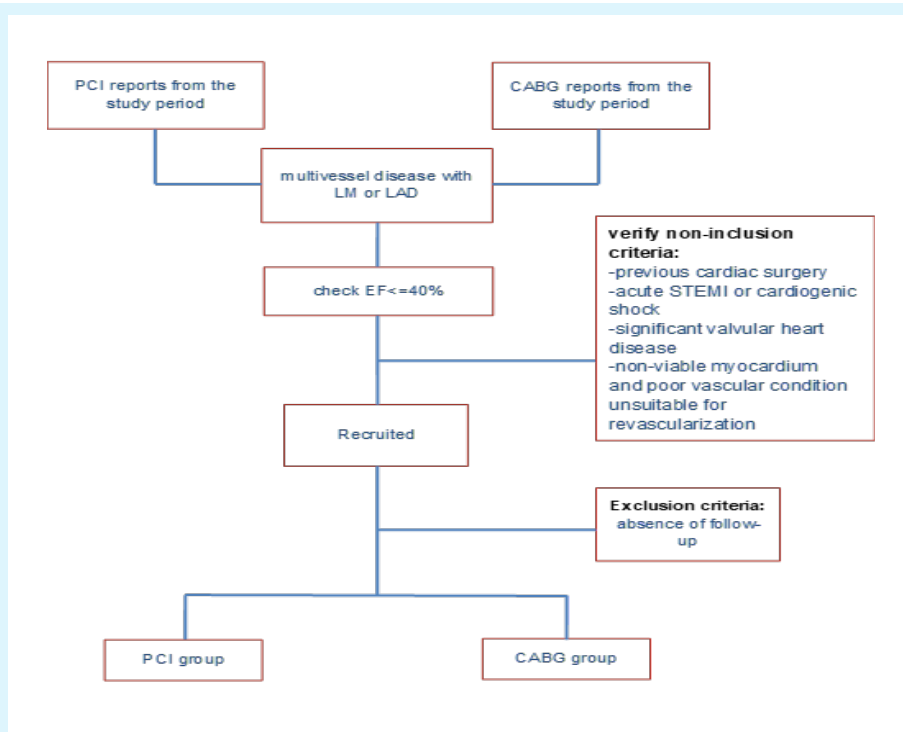 PCI reports from the
study period
CABG reports from the
study period
multivessel disease with
LM or LAD
check EF<=40%
verify non-inclusion
criteria:
-previous cardiac surgery
-acute STEMI or cardiogenic
shock
-significant valvular heart
disease
-non-viable myocardium
and poor vascular condition
unsuitable for
revascularization
Recruited
Exclusion criteria:
absence of follow-
up
PCI group
CABG group